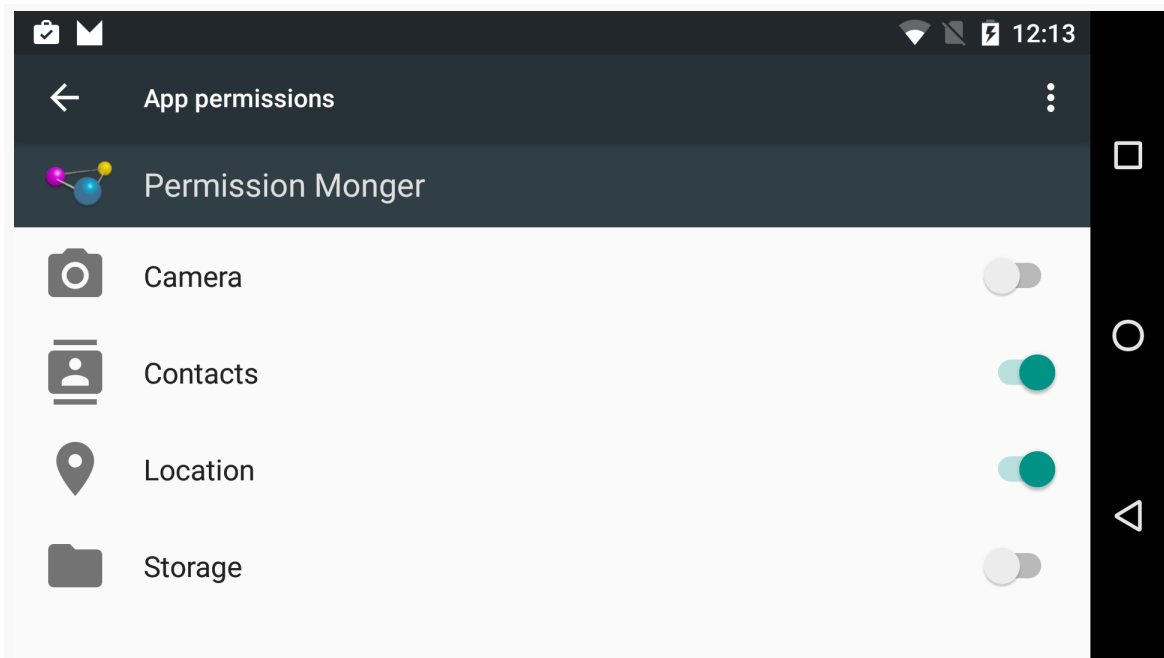 12:13
App permissions
Permission Monger
Camera
Contacts
Location
Storage